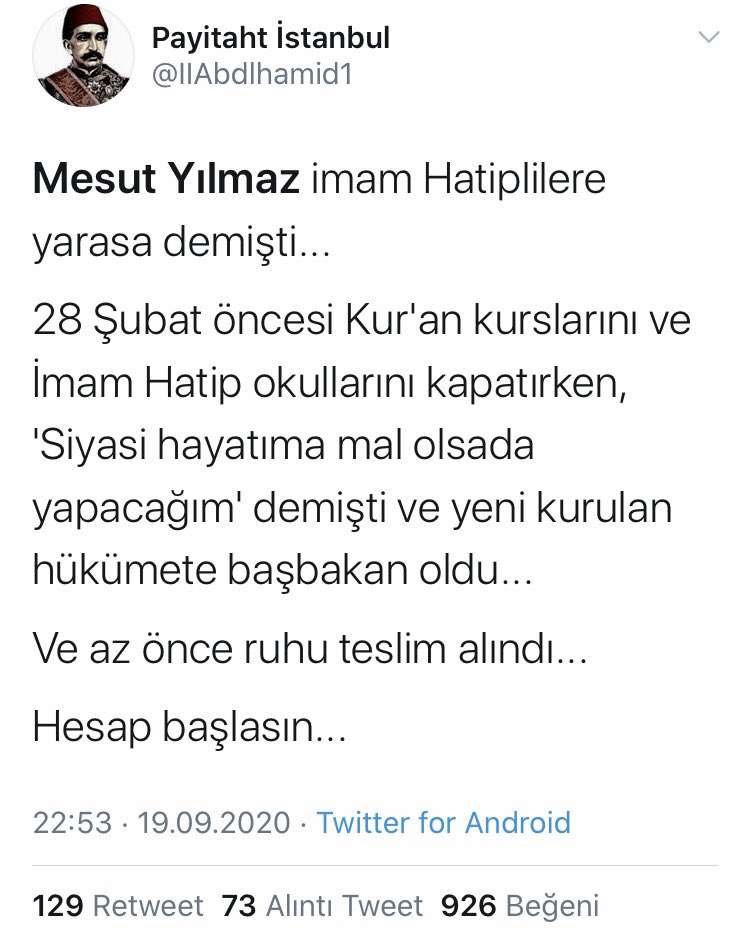 Payitaht İstanbul
@IIAbdlhamid1
Mesut Yılmaz imam Hatiplilere
yarasa demişti...
28 Şubat öncesi Kur'an kurslarını ve
İmam Hatip okullarını kapatırken,
'Siyasi hayatıma mal olsada
yapacağım' demişti ve yeni kurulan
hükümete başbakan oldu...
Ve az önce ruhu teslim alındı...
Hesap başlasın...
22:53 · 19.09.2020 · Twitter for Android
129 Retweet 73 Alıntı Tweet 926 Beğeni